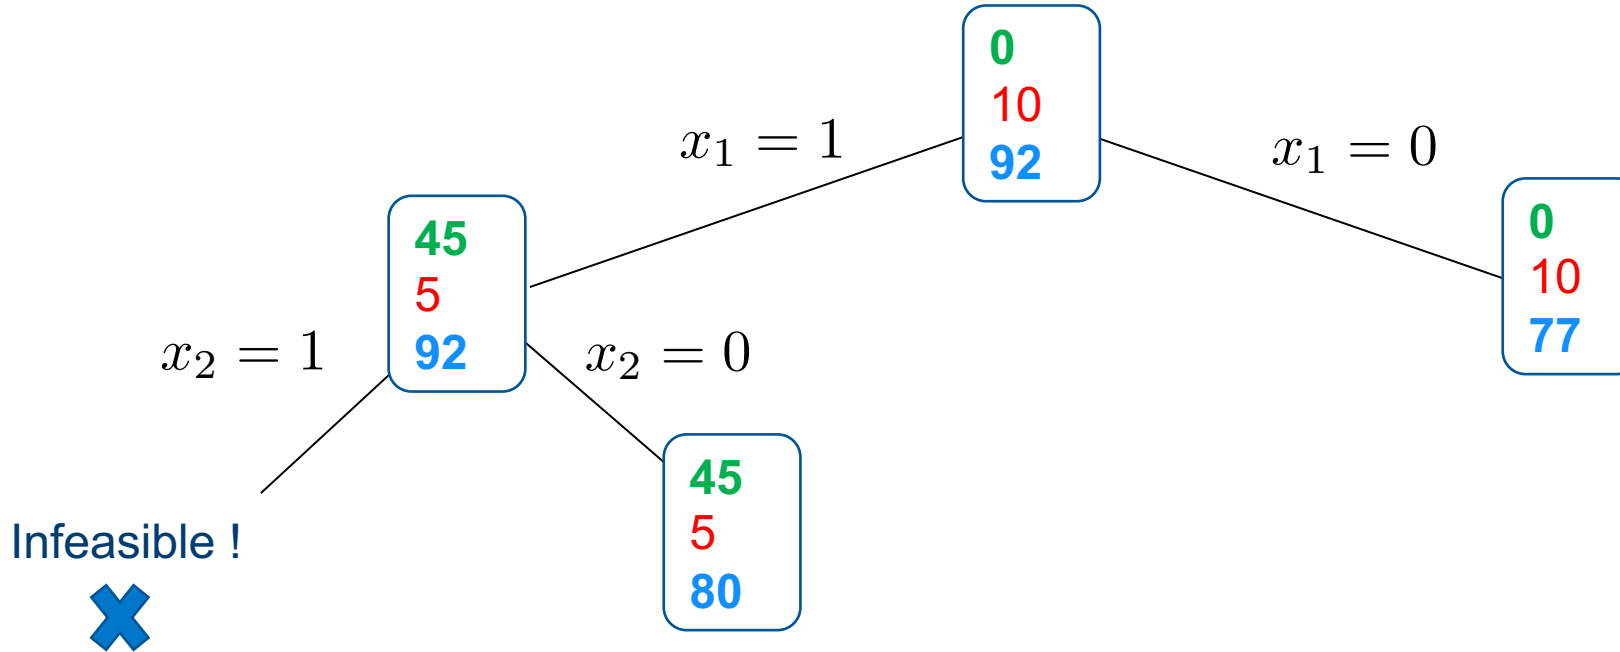 0
10
92
x₁ = 1
x₁ = 0
45
5
92
0
10
77
x₂ = 1
x₂ = 0
45
5
80
Infeasible !